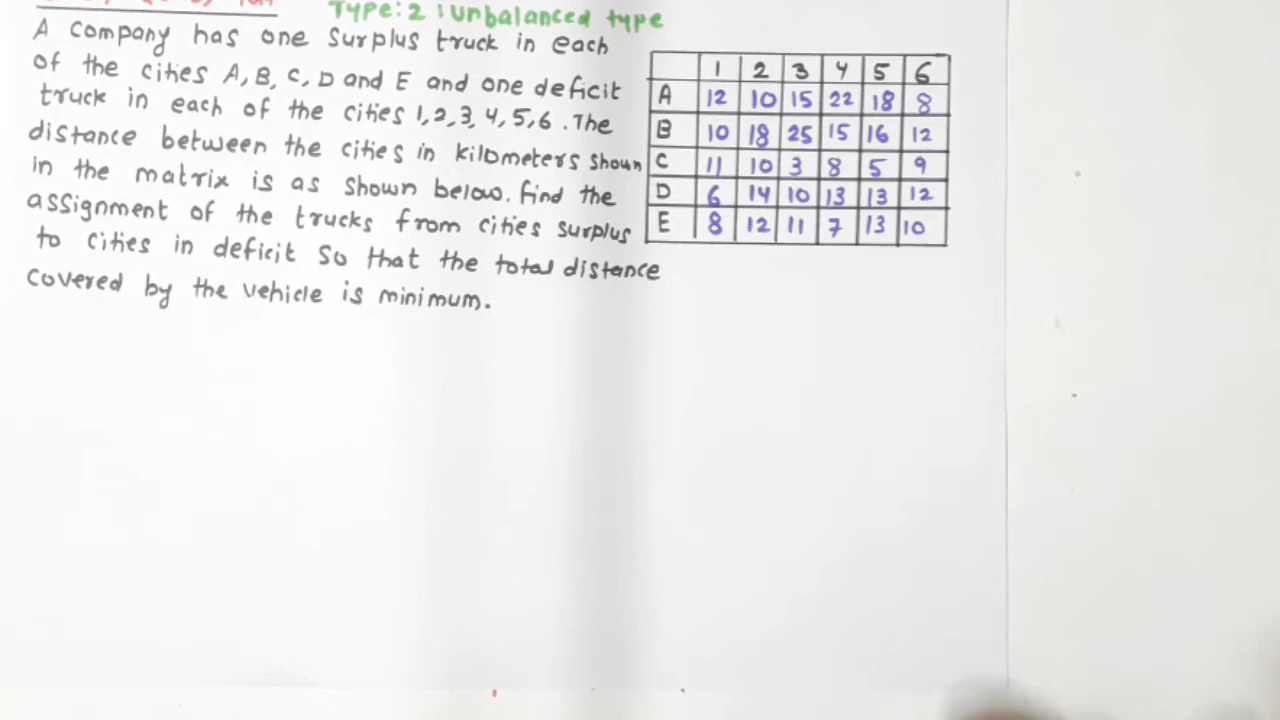 Type: 2 : Unbalanced type
A company has one surplus truck in each
of the cities A, B, C, D and E and one deficit
truck in each of the cities 1, 2, 3, 4, 5, 6 . The
distance between the cities in kilometers shown
in the matrix is as shown below. find the
assignment of the trucks from cities surplus
to cities in deficit so that the total distance
covered by the vehicle is minimum.
1 2 3 4 5 6
A 12 10 15 22 18 8
B 10 18 25 15 16 12
C 11 10 3 8 5 9
D 6 14 10 13 13 12
E 8 12 11 7 13 10